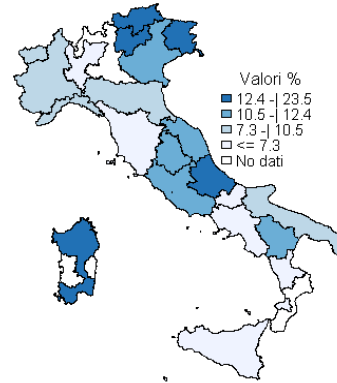 Valori %
12.4 -| 23.5
10.5 -| 12.4
7.3 -| 10.5
<= 7.3
No dati